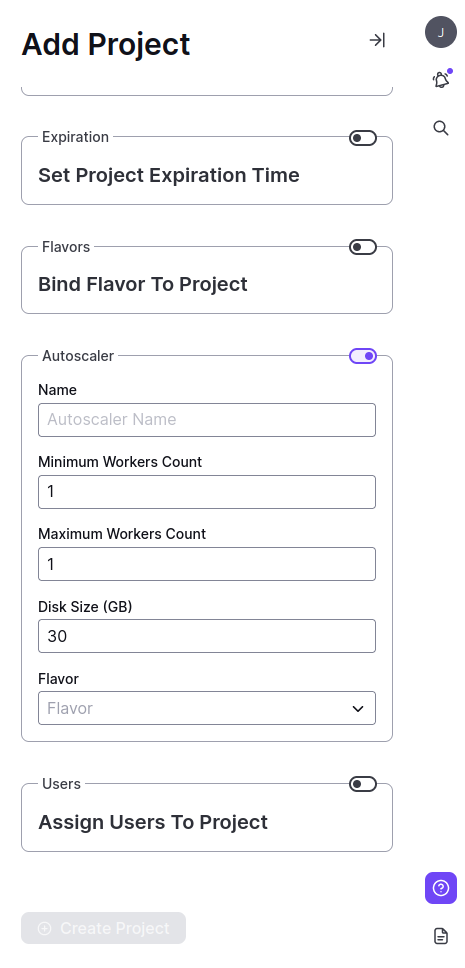 Add Project
J
Expiration
Set Project Expiration Time
Flavors
Bind Flavor To Project
Autoscaler
Name
Autoscaler Name
Minimum Workers Count
1
Maximum Workers Count
1
Disk Size (GB)
30
Flavor
Flavor
Users
Assign Users To Project
Create Project